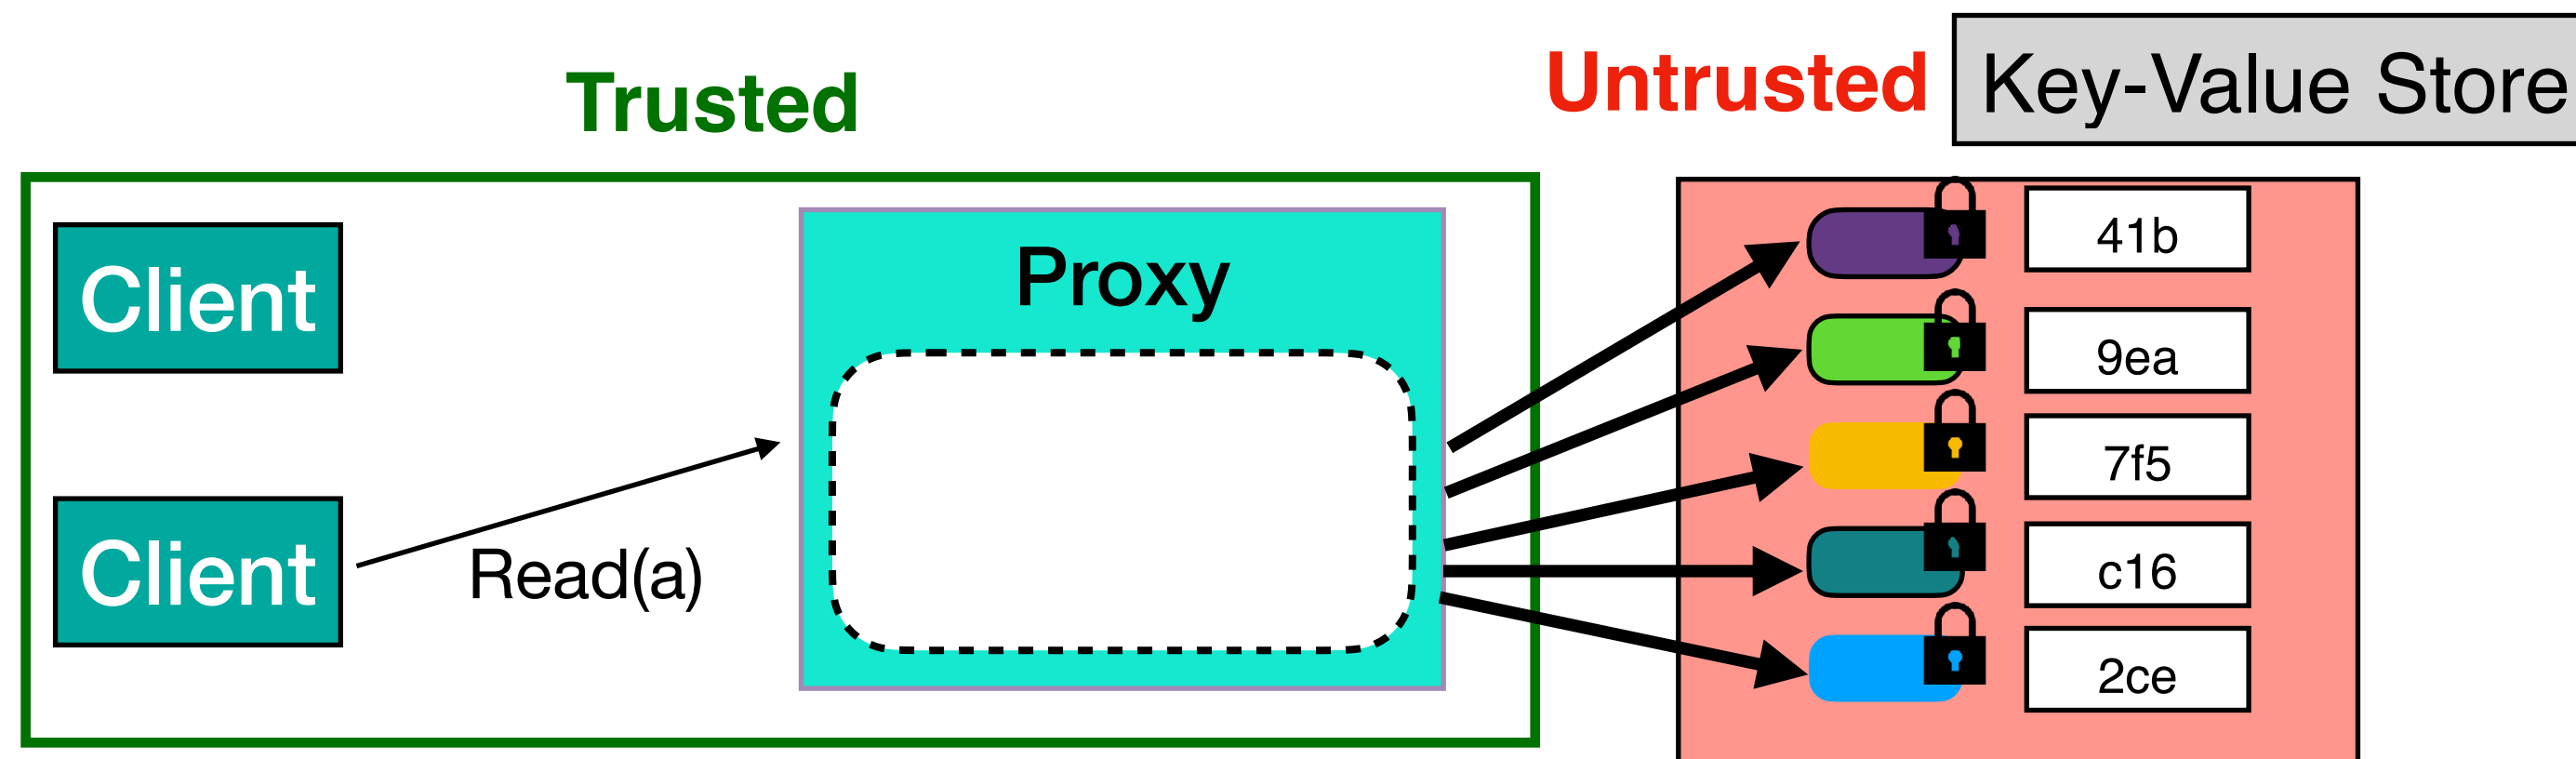 Trusted
Untrusted
Key-Value Store
Client
Client
Read(a)
Proxy
41b
9ea
7f5
c16
2ce